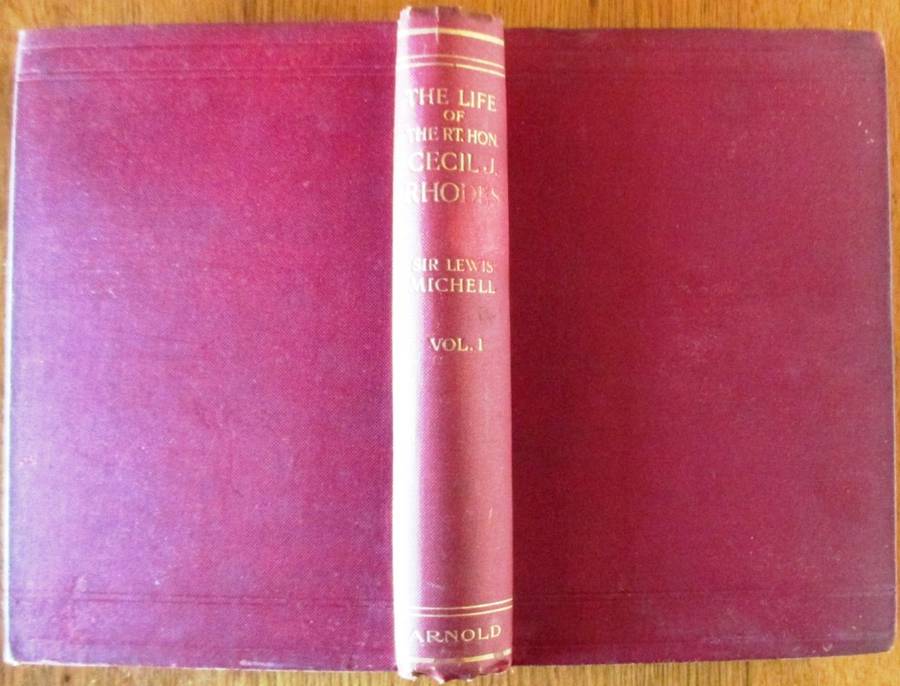 THE LIFE
OF
THE RT. HON.
CECIL J.
RHODES
SIR LEWIS
MICHELL
VOL. I
ARNOLD